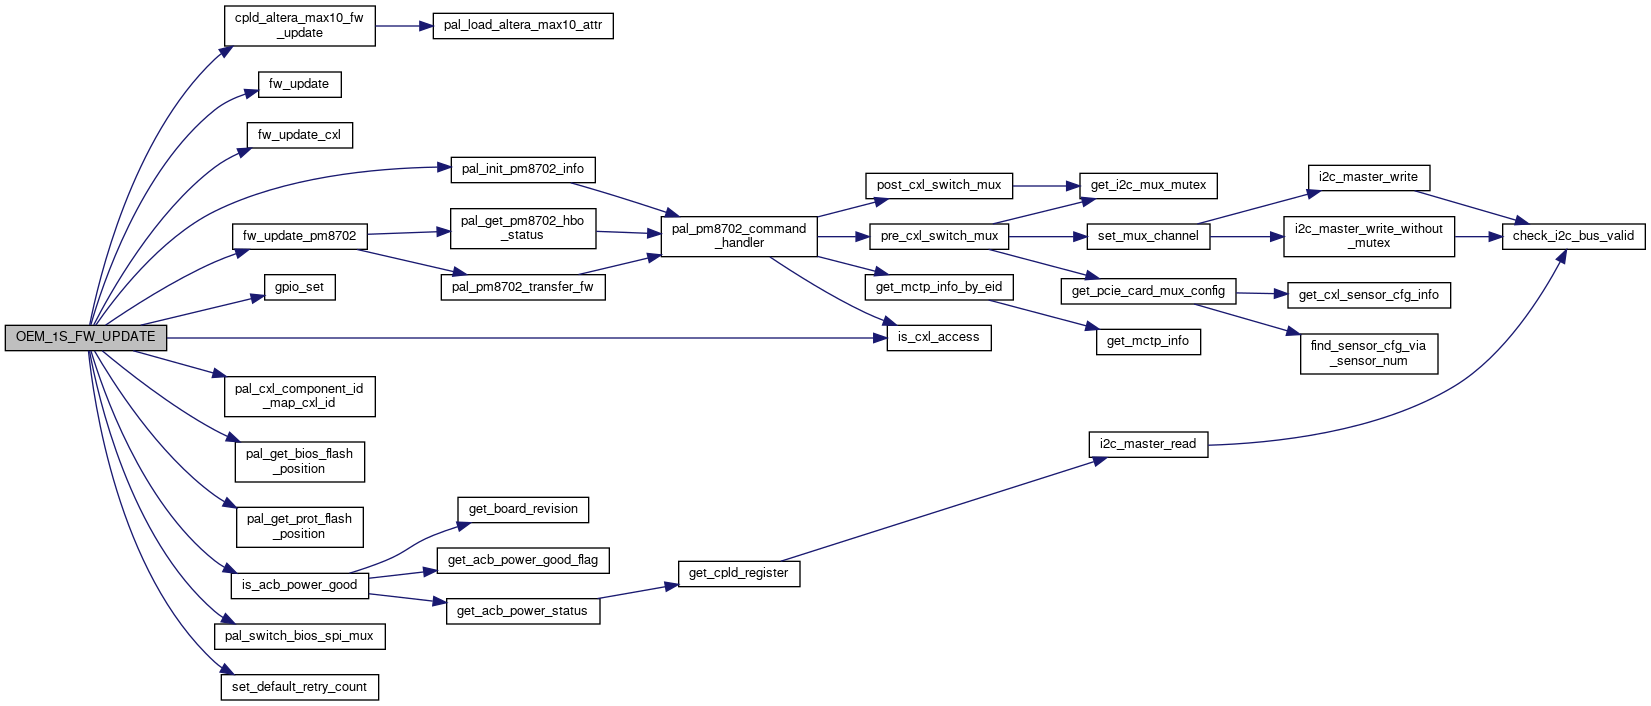 OEM_1S_FW_UPDATE
cpld_altera_max10_fw
_update
pal_load_altera_max10_attr
fw_update
fw_update_cxl
pal_init_pm8702_info
fw_update_pm8702
pal_get_pm8702_hbo
_status
pal_pm8702_transfer_fw
gpio_set
pal_cxl_component_id
_map_cxl_id
pal_get_bios_flash
_position
pal_get_prot_flash
_position
is_acb_power_good
pal_switch_bios_spi_mux
set_default_retry_count
get_board_revision
get_acb_power_good_flag
get_acb_power_status
pal_pm8702_command
_handler
get_cpld_register
post_cxl_switch_mux
pre_cxl_switch_mux
get_mctp_info_by_eid
is_cxl_access
get_i2c_mux_mutex
set_mux_channel
get_pcie_card_mux_config
get_mctp_info
i2c_master_read
i2c_master_write
i2c_master_write_without
_mutex
get_cxl_sensor_cfg_info
find_sensor_cfg_via
_sensor_num
check_i2c_bus_valid